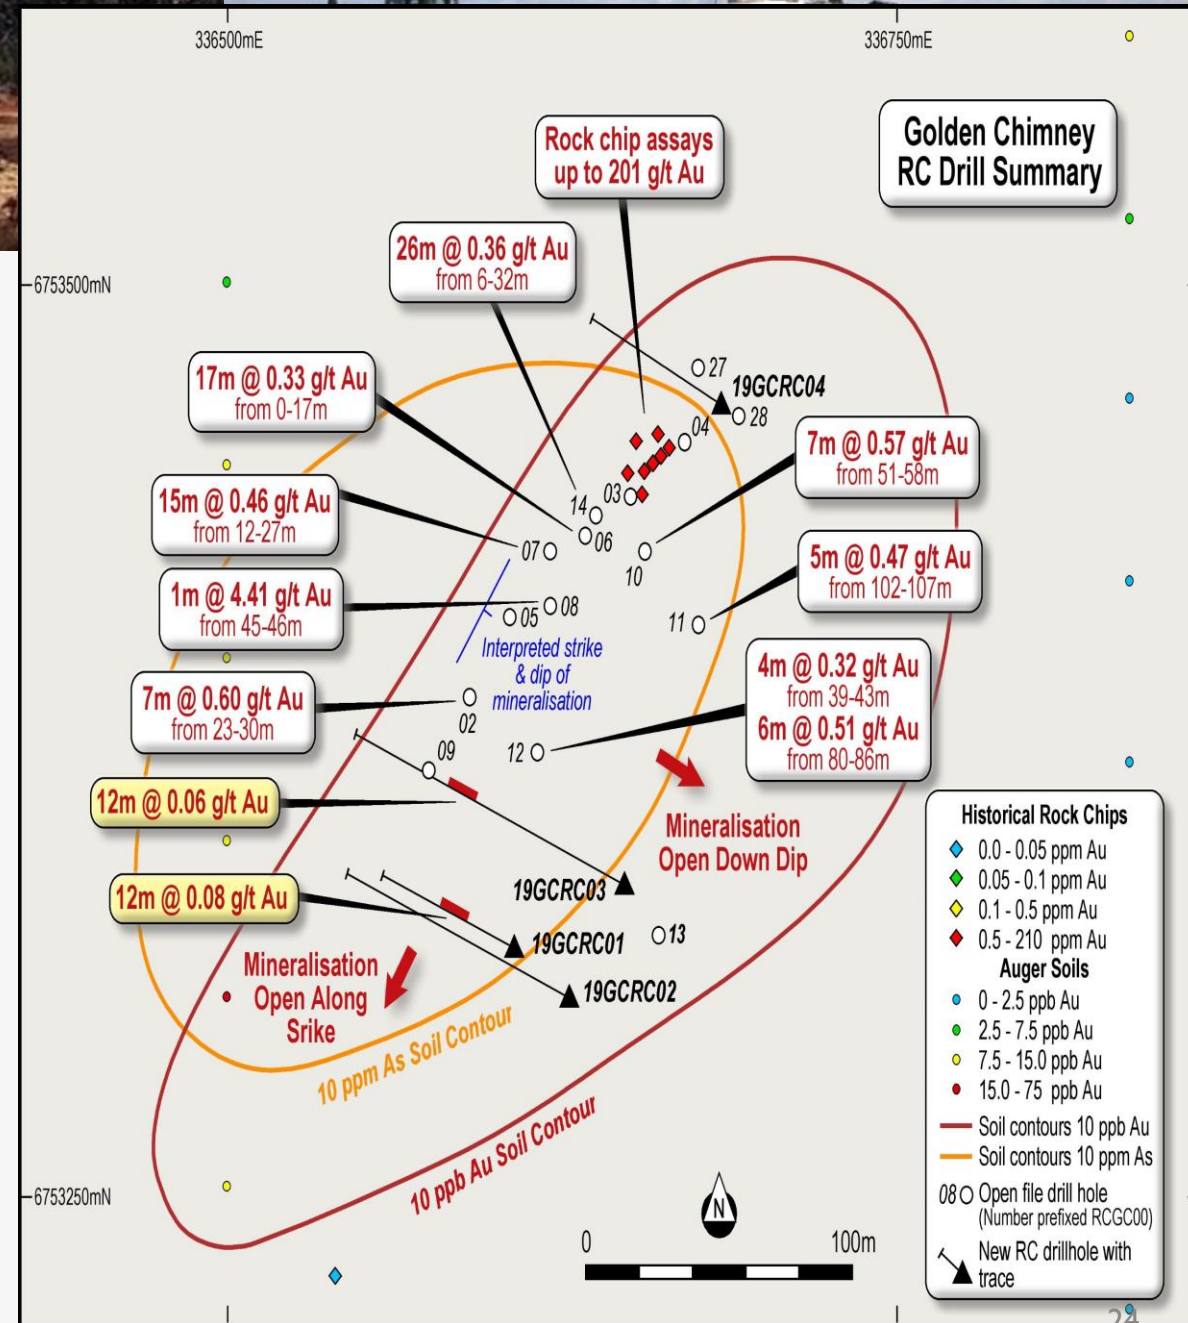 336500mE
336750mE
Golden Chimney
RC Drill Summary
Rock chip assays
up to 201 g/t Au
26m @ 0.36 g/t Au
from 6-32m
6753500mN
17m @ 0.33 g/t Au
from 0-17m
27
19GCRC04
28
04
7m @ 0.57 g/t Au
from 51-58m
15m @ 0.46 g/t Au
from 12-27m
03
14
06
07
10
5m @ 0.47 g/t Au
from 102-107m
1m @ 4.41 g/t Au
from 45-46m
08
05
11
Interpreted strike
& dip of
mineralisation
7m @ 0.60 g/t Au
from 23-30m
02
4m @ 0.32 g/t Au
from 39-43m
6m @ 0.51 g/t Au
from 80-86m
09
12
12m @ 0.06 g/t Au
Mineralisation
Open Down Dip
12m @ 0.08 g/t Au
19GCRC03
13
19GCRC01
19GCRC02
Mineralisation
Open Along
Srike
10 ppm As Soil Contour
10 ppb Au Soil Contour
6753250mN
N
0 100m
Historical Rock Chips
0.0 - 0.05 ppm Au
0.05 - 0.1 ppm Au
0.1 - 0.5 ppm Au
0.5 - 210 ppm Au
Auger Soils
0 - 2.5 ppb Au
2.5 - 7.5 ppb Au
7.5 - 15.0 ppb Au
15.0 - 75 ppb Au
Soil contours 10 ppb Au
Soil contours 10 ppm As
08 Open file drill hole
(Number prefixed RCGC00)
New RC drillhole with
trace
24